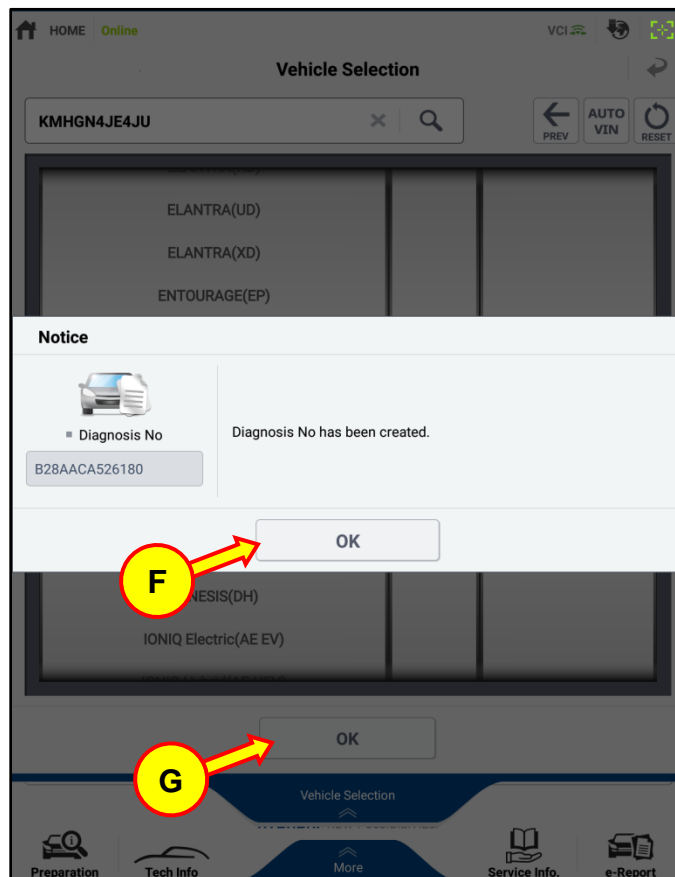 HOME Online VCI
Vehicle Selection
KMHGN4JE4JU
PREV
AUTO
VIN
RESET
ELANTRA(UD)
ELANTRA(XD)
ENTOURAGE(EP)
Notice
Diagnosis No
B28AACA526180
Diagnosis No has been created.
OK
F
NESIS(DH)
IONIQ Electric(AE EV)
OK
G
Vehicle Selection
Preparation
Tech Info
More
Service Info.
e-Report